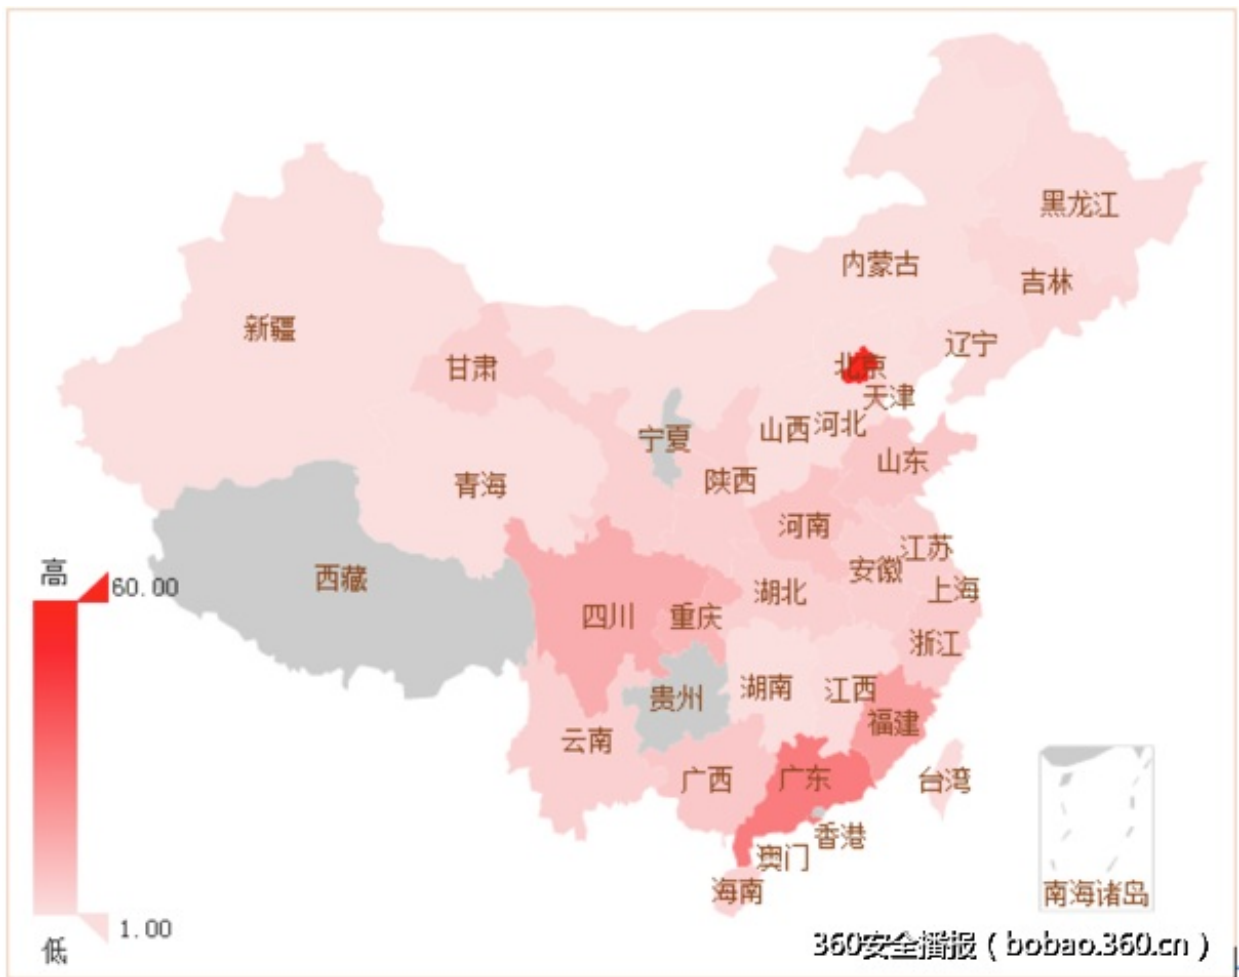 黑龙江
内蒙古
吉林
新疆
辽宁
甘肃
北京
天津
山西
河北
宁夏
山东
青海
陕西
河南
江苏
安徽
高
60.00
西藏
湖北
上海
四川
重庆
浙江
湖南
江西
贵州
福建
云南
广西
广东
台湾
香港
澳门
海南
南海诸岛
1.00
低
360安全播报（bobao.360.cn）